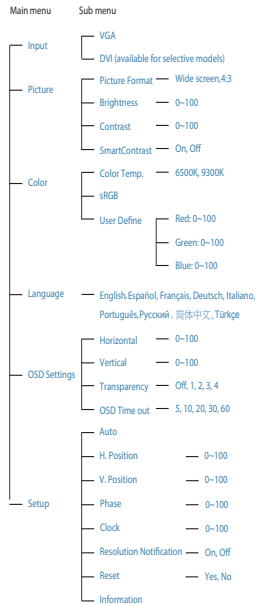 Main menu Sub menu
Input
VGA
DVI (available for selective models)
Picture
Picture Format Wide screen,4:3
Brightness 0~100
Contrast 0~100
SmartContrast On, Off
Color
Color Temp. 6500K, 9300K
sRGB
User Define Red: 0~100
Green: 0~100
Blue: 0~100
Language English.Español, Français, Deutsch, Italiano,
Português,Русский , 简体中文, Türkçe
OSD Settings
Horizontal 0~100
Vertical 0~100
Transparency Off, 1, 2, 3, 4
OSD Time out 5, 10, 20, 30, 60
Setup
Auto
H. Position 0~100
V. Position 0~100
Phase 0~100
Clock 0~100
Resolution Notification On, Off
Reset Yes, No
Information